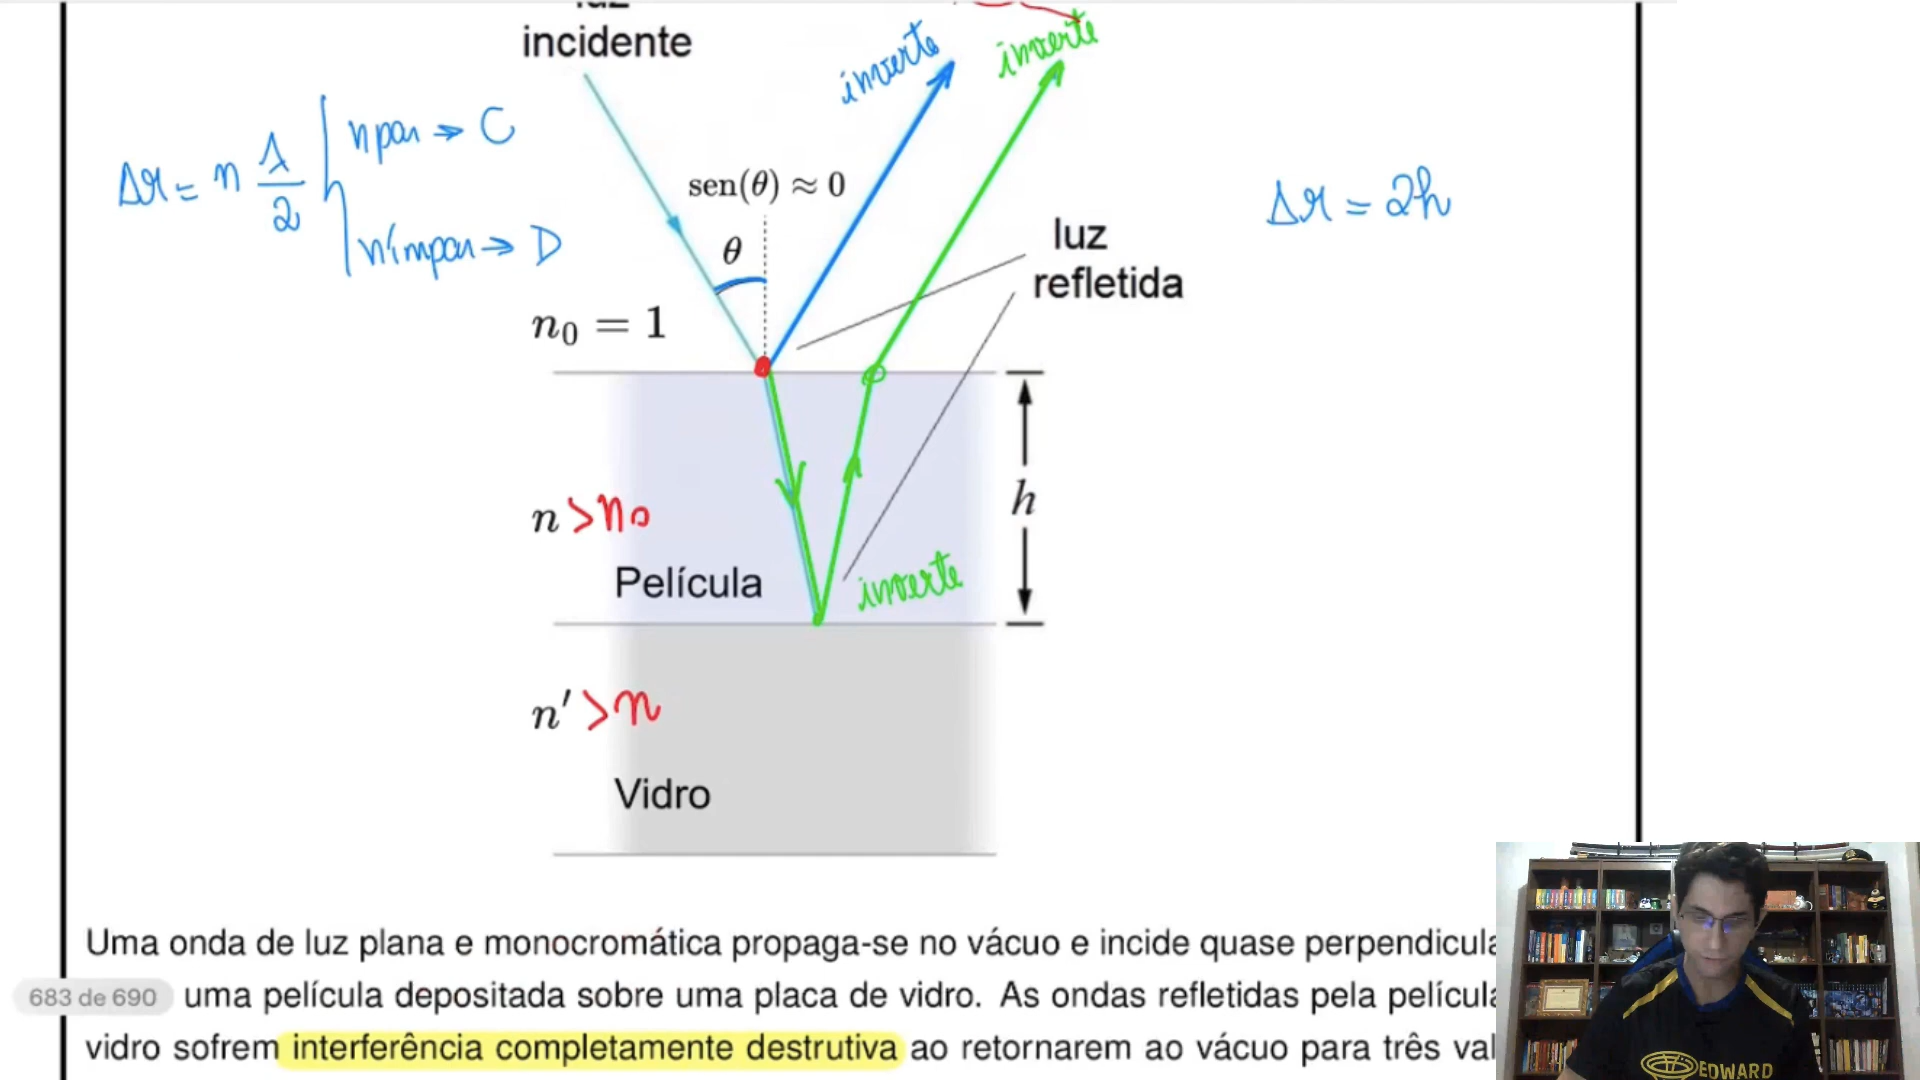 incidente
inverte
inverte
Δr = n λ/2
n par → C
n ímpar → D
sen(θ) ≈ 0
Δr = 2h
θ
luz
refletida
n₀ = 1
n > n₀
h
Película
inverte
n′ > n
Vidro
Uma onda de luz plana e monocromática propaga-se no vácuo e incide quase
683 de 690
uma película depositada sobre uma placa de vidro. As ondas refletidas pela
vidro sofrem interferência completamente destrutiva ao retornarem ao vácuo para três
EDWARD